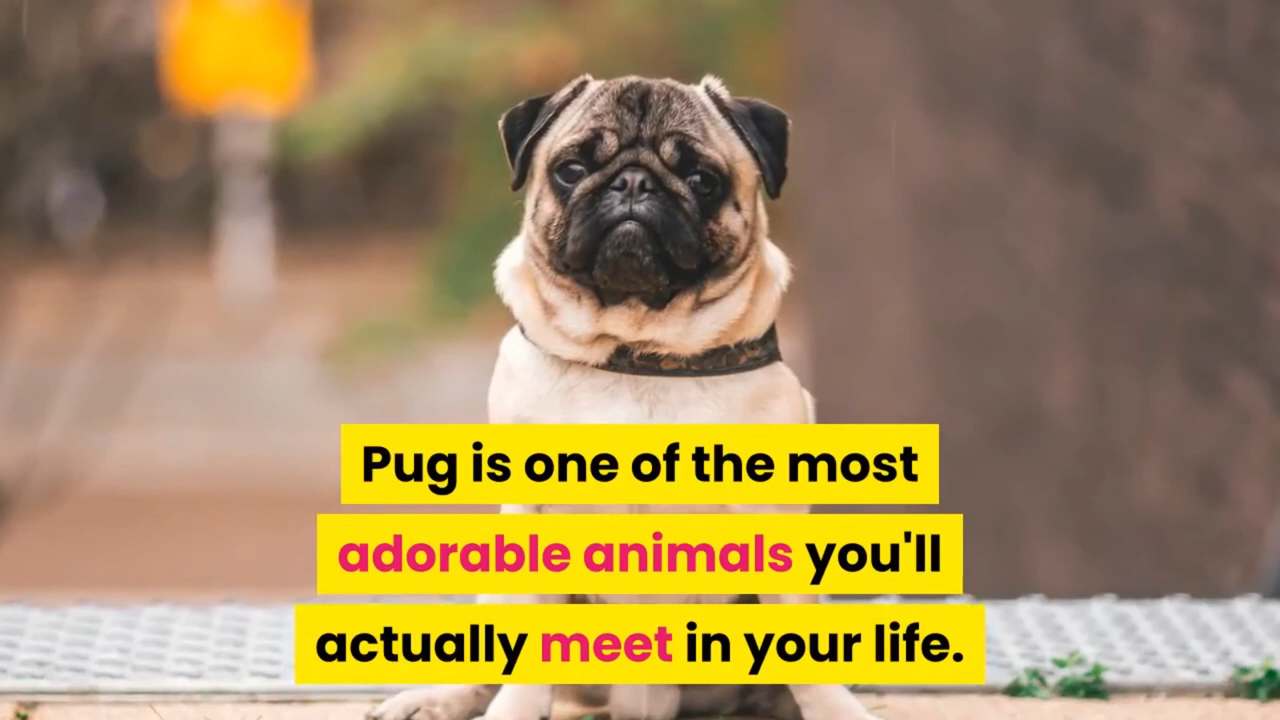 Pug is one of the most
adorable animals you'll
actually meet in your life.